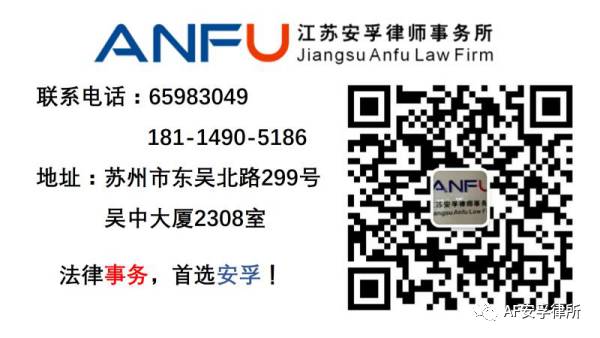 ANFU 江苏安孚律师事务所
Jiangsu Anfu Law Firm
联系电话：65983049
181-1490-5186
地址：苏州市东吴北路299号
吴中大厦2308室
法律事务，首选安孚！
ANFU
江苏安孚律师事务
Jiangsu Anfu Law F
AF安孚律所